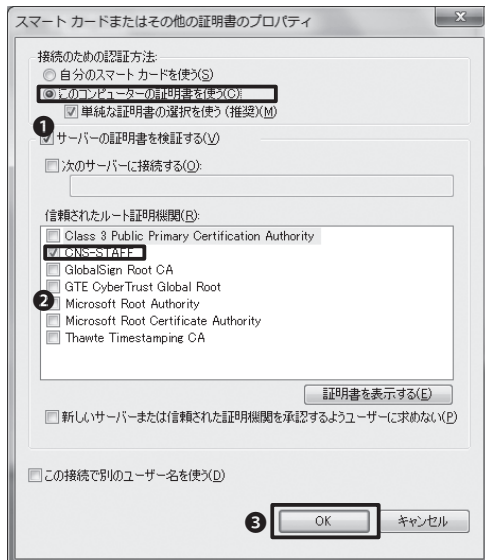 スマート カードまたはその他の証明書のプロパティ
x
接続のための認証方法:
自分のスマート カードを使う(S)
このコンピューターの証明書を使う(C)
単純な証明書の選択を使う (推奨)(M)
❶
サーバーの証明書を検証する(V)
次のサーバーに接続する(O):
信頼されたルート証明機関(R):
Class 3 Public Primary Certification Authority
CNS-STAFF
GlobalSign Root CA
GTE CyberTrust Global Root
❷ Microsoft Root Authority
Microsoft Root Certificate Authority
Thawte Timestamping CA
証明書を表示する(E)
新しいサーバーまたは信頼された証明機関を承認するようユーザーに求めない(P)
この接続で別のユーザー名を使う(D)
❸ OK キャンセル